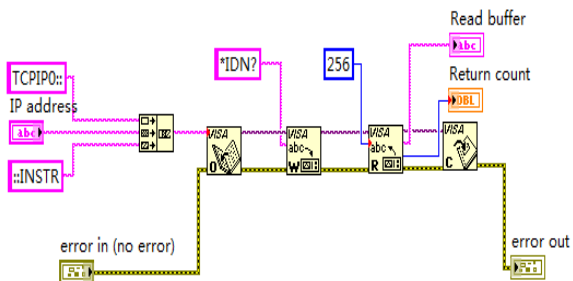 Read buffer
abc
TCPIP0::
*IDN?
256
Return count
DBL
IP address
abc
VISA
VISA
abc
VISA
abc
VISA
::INSTR
O
W
R
C
error in (no error)
error out